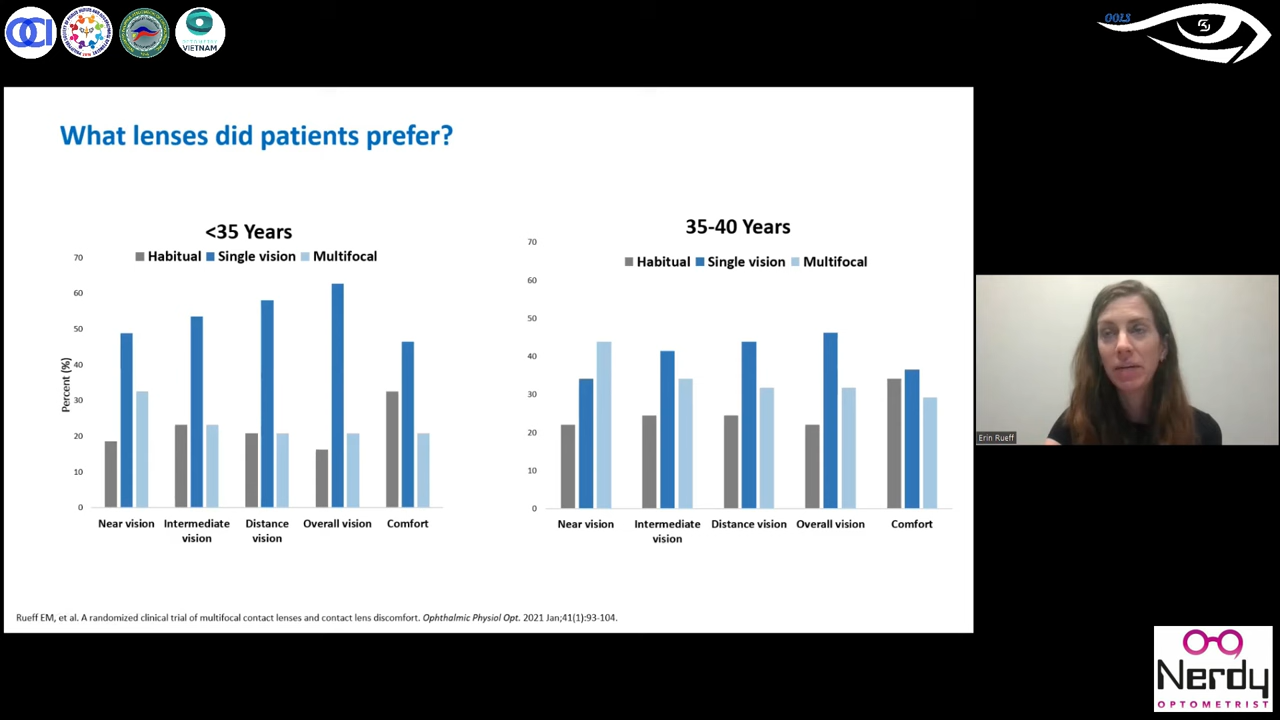 OCI
OPTOMETRY
VIETNAM
OOLS
What lenses did patients prefer?
<35 Years
Habitual Single vision Multifocal
Percent (%)
70
60
50
40
30
20
10
0
Near vision Intermediate vision Distance vision Overall vision Comfort
35-40 Years
Habitual Single vision Multifocal
70
60
50
40
30
20
10
0
Near vision Intermediate vision Distance vision Overall vision Comfort
Rueff EM, et al. A randomized clinical trial of multifocal contact lenses and contact lens discomfort. Ophthalmic Physiol Opt. 2021 Jan;41(1):93-104.
Erin Rueff
Nerdy
OPTOMETRIST